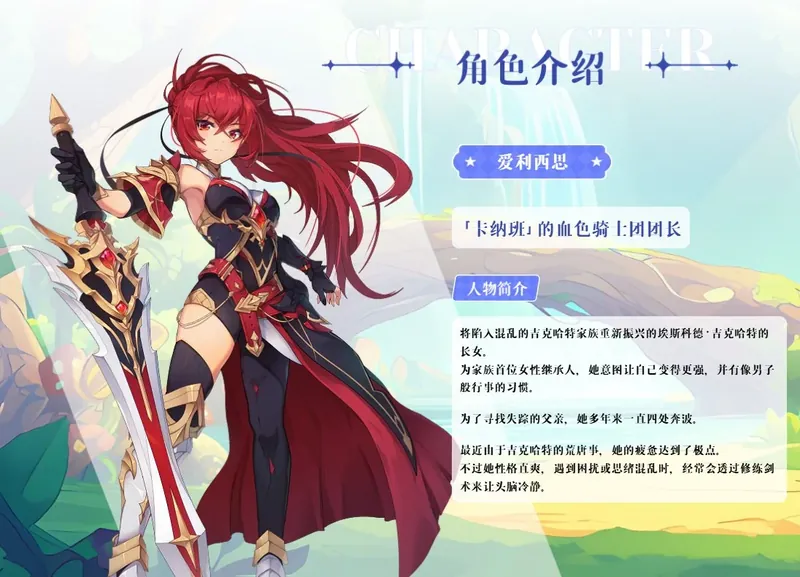 CHARACTER
角色介绍
爱利西思
「卡纳班」的血色骑士团团长
人物简介
将陷入混乱的吉克哈特家族重新振兴的埃斯科德·吉克哈特的
长女。
为家族首位女性继承人，她意图让自己变得更强，并有像男子
般行事的习惯。
为了寻找失踪的父亲，她多年来一直四处奔波。
最近由于吉克哈特的荒唐事，她的疲惫达到了极点。
不过她性格直爽，遇到困扰或思绪混乱时，经常会透过修练剑
术来让头脑冷静。